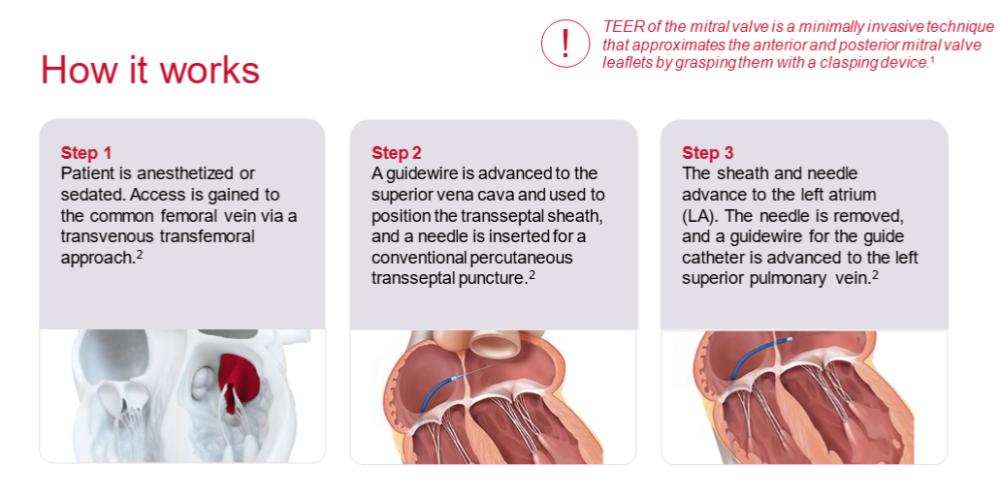 TEER of the mitral valve is a minimally invasive technique
that approximates the anterior and posterior mitral valve
leaflets by grasping them with a clasping device.¹
!
How it works
Step 1
Patient is anesthetized or
sedated. Access is gained to
the common femoral vein via a
transvenous transfemoral
approach.²
Step 2
A guidewire is advanced to the
superior vena cava and used to
position the transseptal sheath,
and a needle is inserted for a
conventional percutaneous
transseptal puncture.²
Step 3
The sheath and needle
advance to the left atrium
(LA). The needle is removed,
and a guidewire for the guide
catheter is advanced to the left
superior pulmonary vein.²